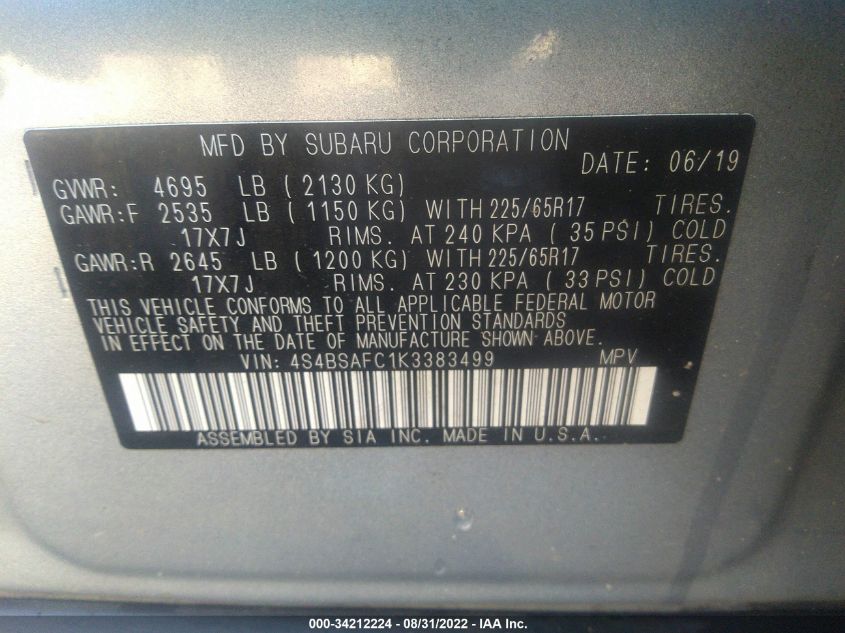 MFD BY SUBARU CORPORATION
DATE: 06/19
GVWR: 4695 LB ( 2130 KG)
GAWR:F 2535 LB ( 1150 KG) WITH 225/65R17 TIRES.
17X7J RIMS. AT 240 KPA ( 35 PSI) COLD
GAWR:R 2645 LB ( 1200 KG) WITH 225/65R17 TIRES.
17X7J RIMS. AT 230 KPA ( 33 PSI) COLD
THIS VEHICLE CONFORMS TO ALL APPLICABLE FEDERAL MOTOR
VEHICLE SAFETY AND THEFT PREVENTION STANDARDS
IN EFFECT ON THE DATE OF MANUFACTURE SHOWN ABOVE.
VIN: 4S4BSAFC1K3383499 MPV
ASSEMBLED BY SIA INC. MADE IN U.S.A.
000-34212224 - 08/31/2022 - IAA Inc.